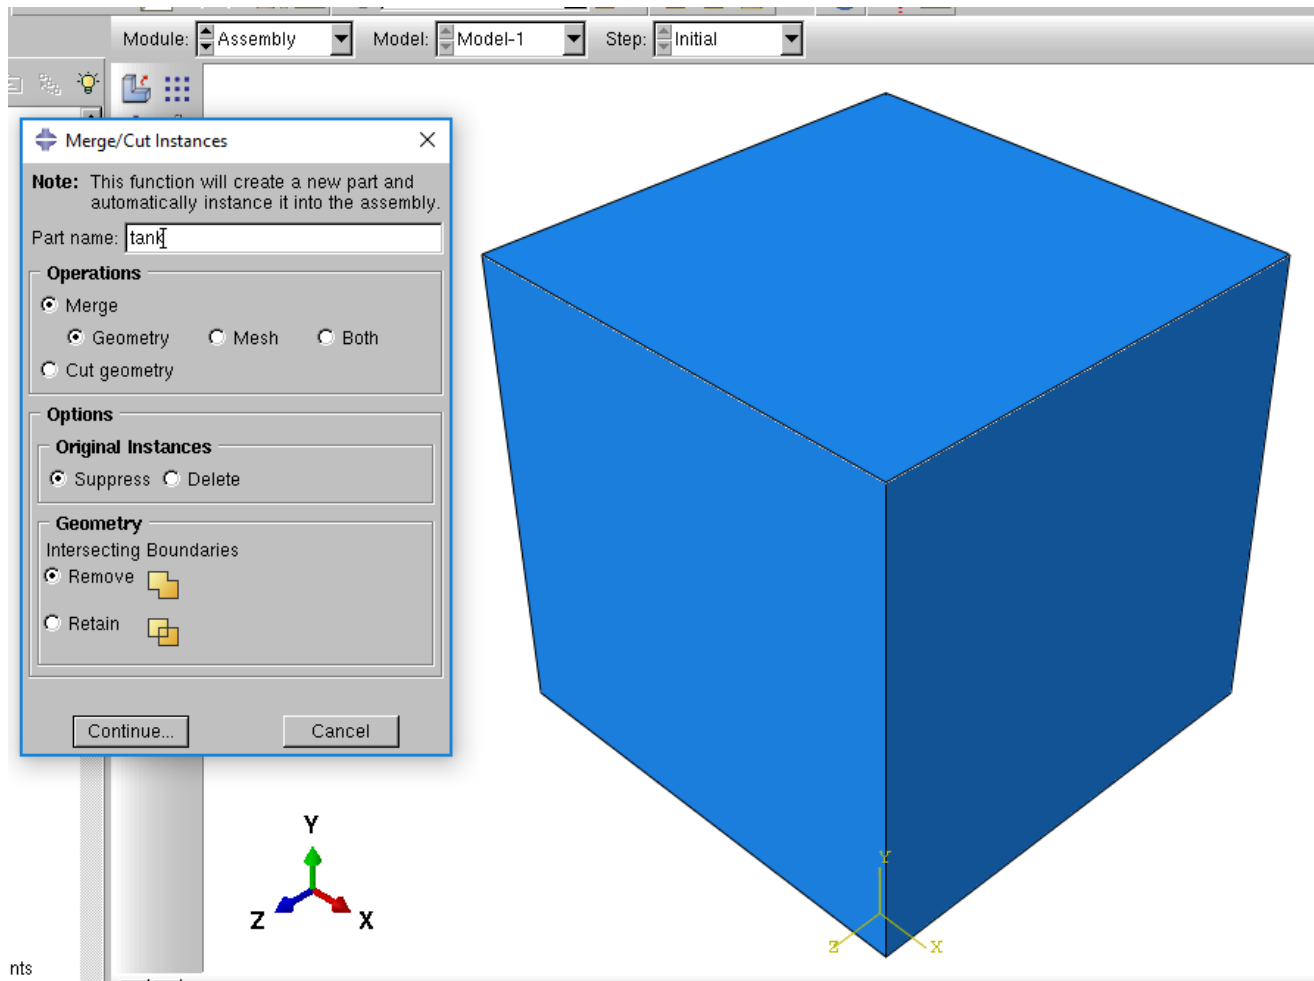 Module: Assembly Model: Model-1 Step: Initial
Merge/Cut Instances
Note: This function will create a new part and
automatically instance it into the assembly.
Part name: tank
Operations
Merge
Geometry Mesh Both
Cut geometry
Options
Original Instances
Suppress Delete
Geometry
Intersecting Boundaries
Remove
Retain
Continue... Cancel
Y
Z X
Y
Z X
nts